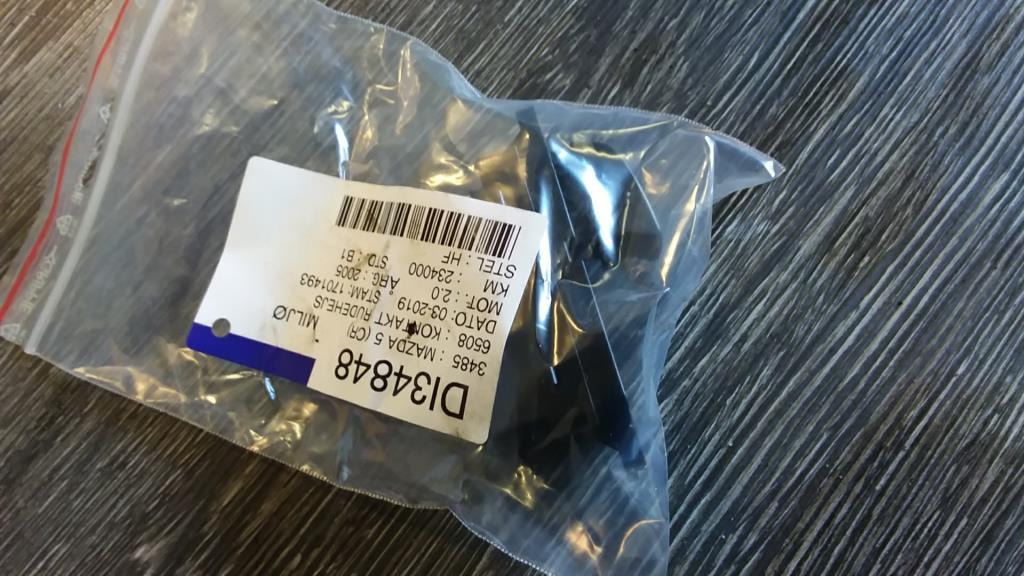 DI34848
3485 : MAZDA 5 (CR)
6508 : KONTAKT RUDEHEJS
DATO: 03-2019 * STAM: 1701493
MOT : 2.0 ARG : 2005
KM : 234000 STD : B1
STEL : HF
MILJØ